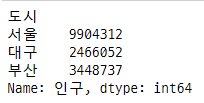 도시
서울    9904312
대구    2466052
부산    3448737
Name: 인구, dtype: int64